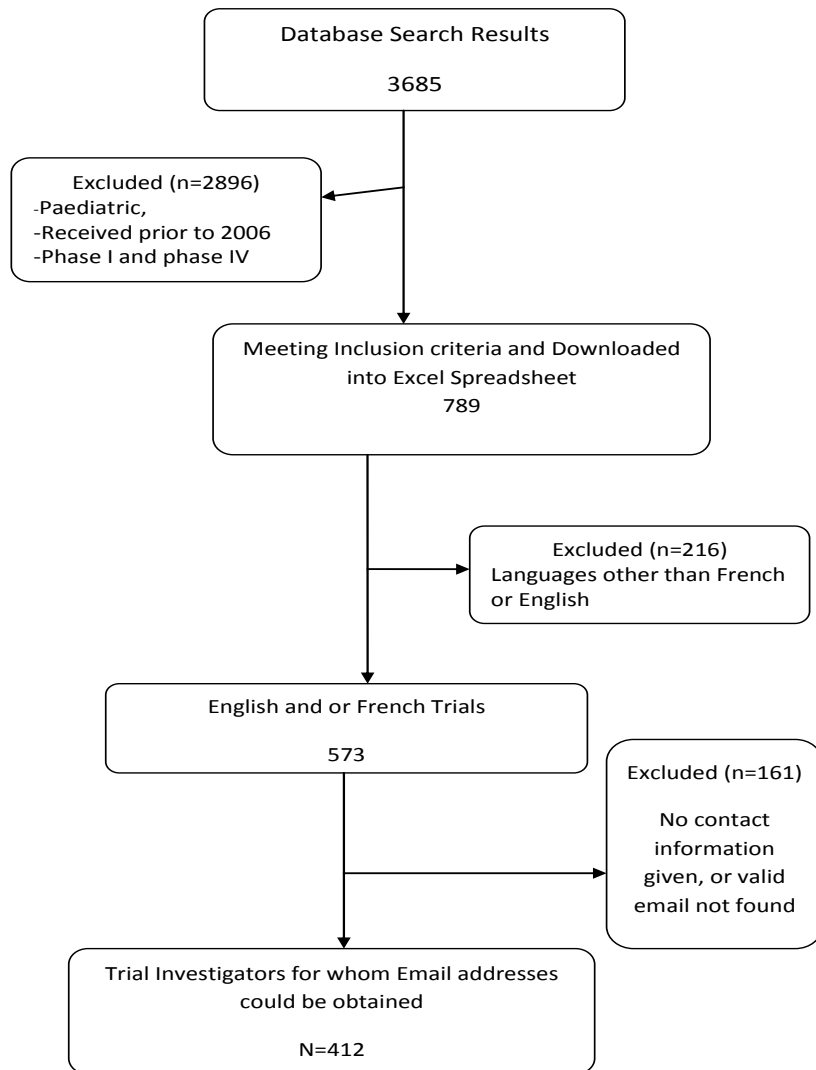 Database Search Results
3685
Excluded (n=2896)
-Paediatric,
-Received prior to 2006
-Phase I and phase IV
Meeting Inclusion criteria and Downloaded
into Excel Spreadsheet
789
Excluded (n=216)
Languages other than French
or English
English and or French Trials
573
Excluded (n=161)
No contact
information
given, or valid
email not found
Trial Investigators for whom Email addresses
could be obtained
N=412